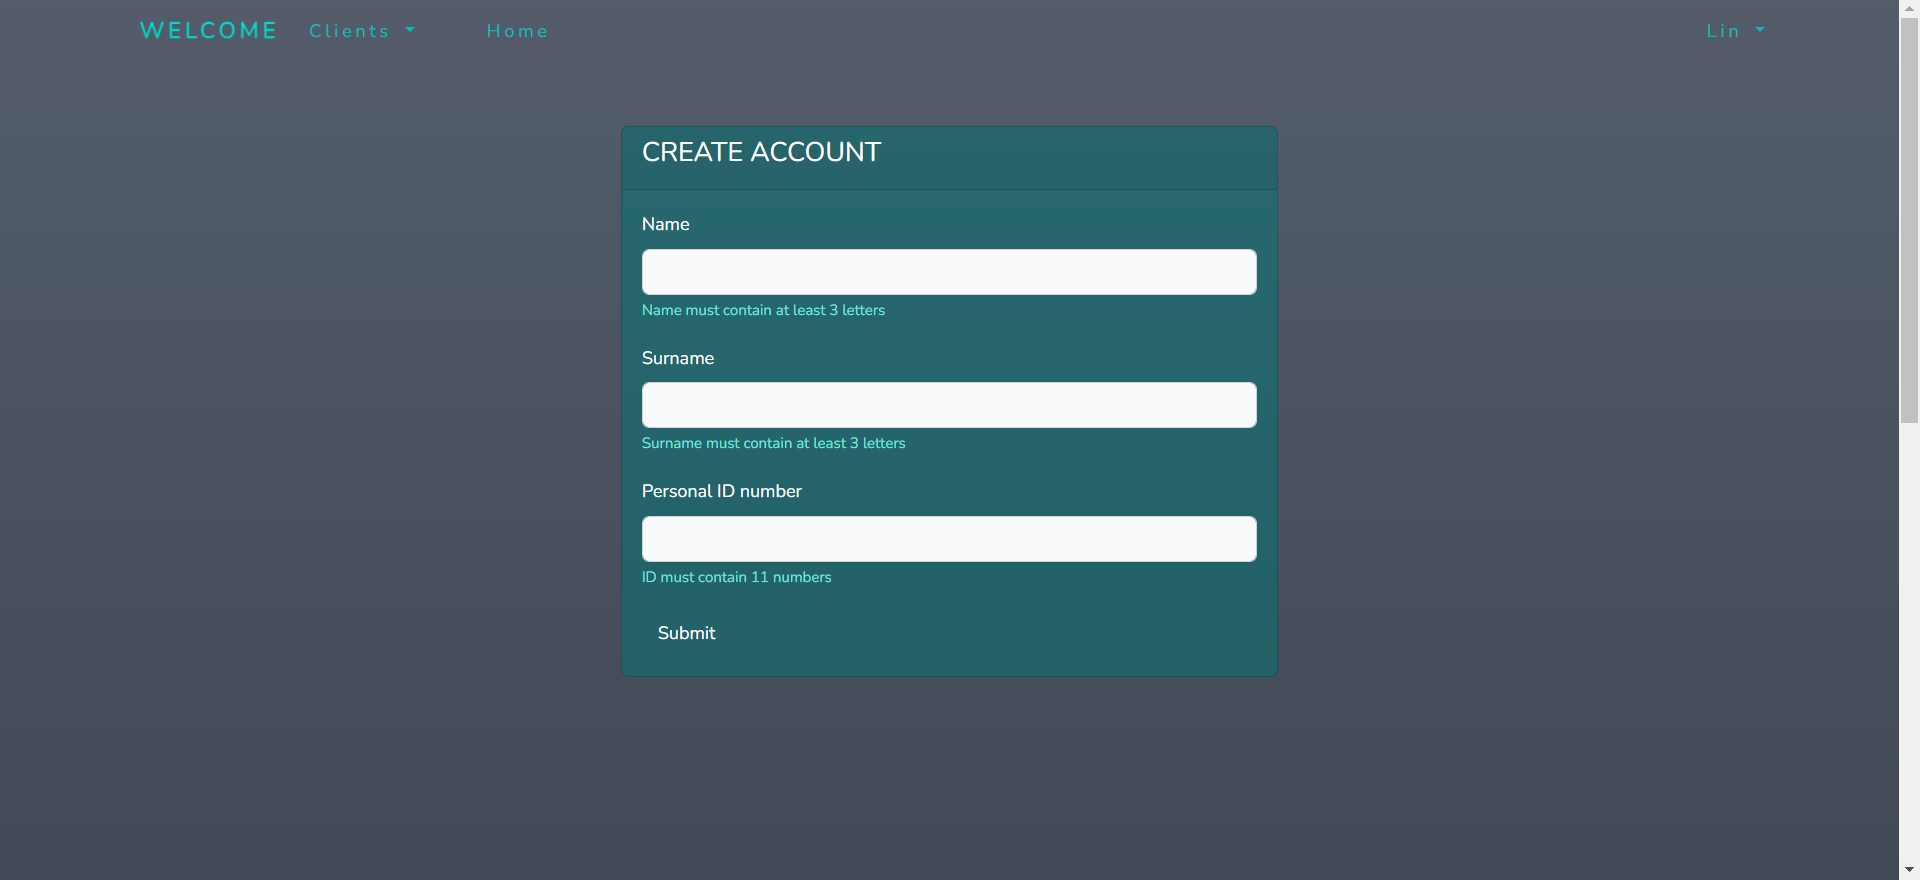 WELCOME Clients Home Lin
CREATE ACCOUNT
Name
Name must contain at least 3 letters
Surname
Surname must contain at least 3 letters
Personal ID number
ID must contain 11 numbers
Submit